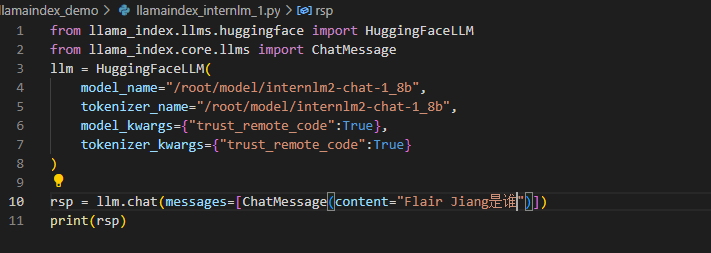 llamaindex_demo > llamaindex_internlm_1.py > rsp
1 from llama_index.llms.huggingface import HuggingFaceLLM
2 from llama_index.core.llms import ChatMessage
3 llm = HuggingFaceLLM(
4     model_name="/root/model/internlm2-chat-1_8b",
5     tokenizer_name="/root/model/internlm2-chat-1_8b",
6     model_kwargs={"trust_remote_code":True},
7     tokenizer_kwargs={"trust_remote_code":True}
8 )
9
10 rsp = llm.chat(messages=[ChatMessage(content="Flair Jiang是谁")])
11 print(rsp)